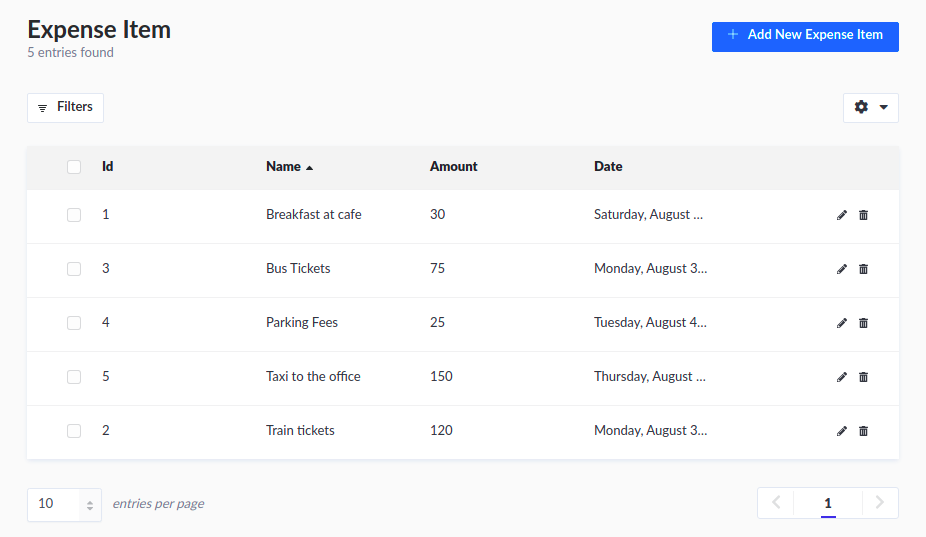 Expense Item
5 entries found
Add New Expense Item
Filters
Id Name Amount Date
1 Breakfast at cafe 30 Saturday, August ...
3 Bus Tickets 75 Monday, August 3...
4 Parking Fees 25 Tuesday, August 4...
5 Taxi to the office 150 Thursday, August ...
2 Train tickets 120 Monday, August 3...
10 entries per page 1